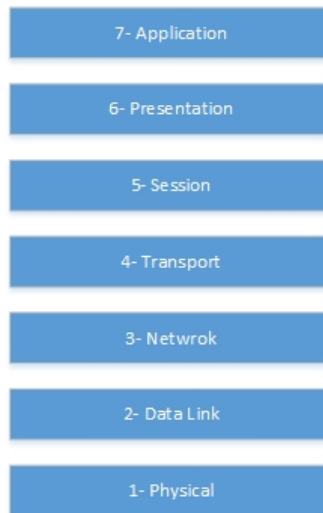 7- Application
6- Presentation
5- Session
4- Transport
3- Netwrok
2- Data Link
1- Physical